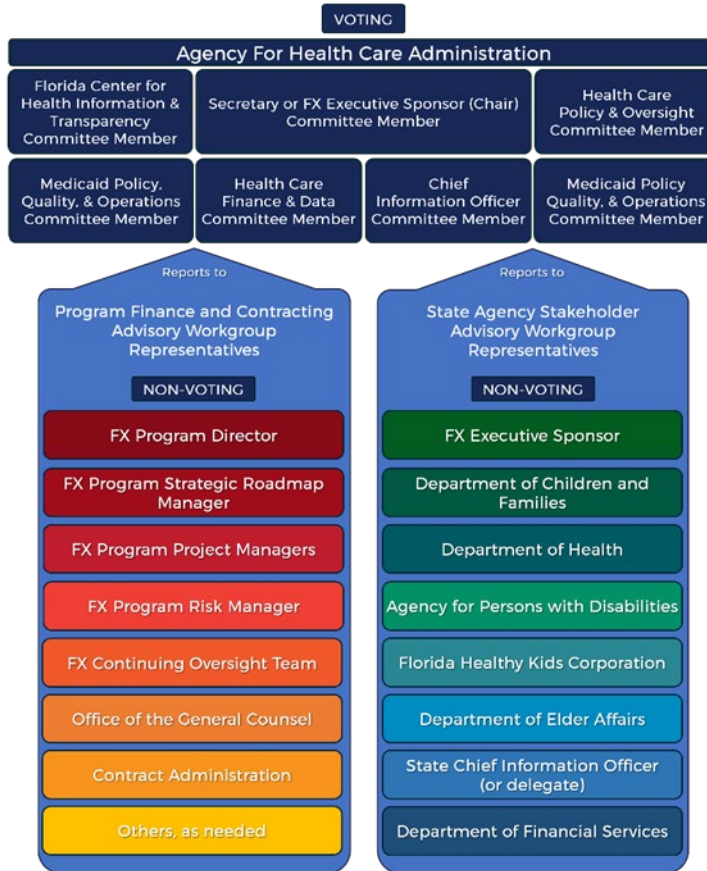 VOTING
Agency For Health Care Administration
Florida Center for
Health Information &
Transparency
Committee Member
Secretary or FX Executive Sponsor (Chair)
Committee Member
Health Care
Policy & Oversight
Committee Member
Medicaid Policy,
Quality, & Operations
Committee Member
Health Care
Finance & Data
Committee Member
Chief
Information Officer
Committee Member
Medicaid Policy
Quality, & Operations
Committee Member
Reports to
Program Finance and Contracting
Advisory Workgroup
Representatives
NON-VOTING
FX Program Director
FX Program Strategic Roadmap
Manager
FX Program Project Managers
FX Program Risk Manager
FX Continuing Oversight Team
Office of the General Counsel
Contract Administration
Others, as needed
Reports to
State Agency Stakeholder
Advisory Workgroup
Representatives
NON-VOTING
FX Executive Sponsor
Department of Children and
Families
Department of Health
Agency for Persons with Disabilities
Florida Healthy Kids Corporation
Department of Elder Affairs
State Chief Information Officer
(or delegate)
Department of Financial Services